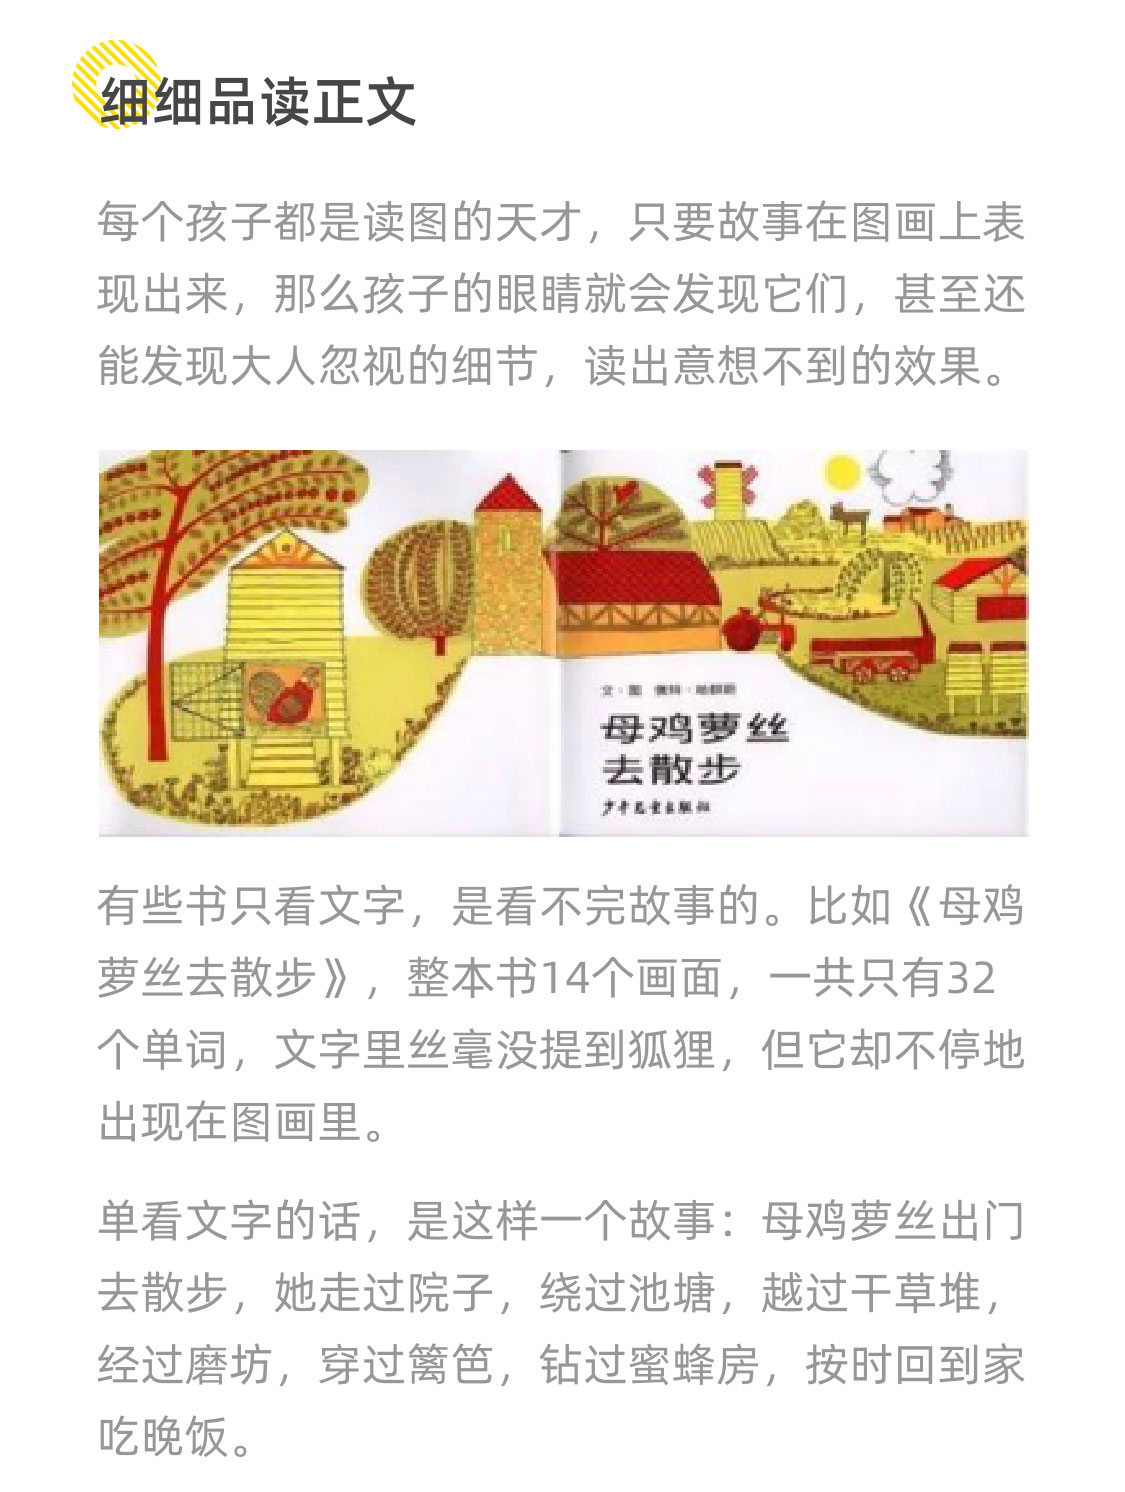 细细品读正文
每个孩子都是读图的天才，只要故事在图画上表
现出来，那么孩子的眼睛就会发现它们，甚至还
能发现大人忽视的细节，读出意想不到的效果。
文·图 佩特·哈群斯
母鸡萝丝
去散步
少年儿童出版社
有些书只看文字，是看不完故事的。比如《母鸡
萝丝去散步》，整本书14个画面，一共只有32
个单词，文字里丝毫没提到狐狸，但它却不停地
出现在图画里。
单看文字的话，是这样一个故事：母鸡萝丝出门
去散步，她走过院子，绕过池塘，越过干草堆，
经过磨坊，穿过篱笆，钻过蜜蜂房，按时回到家
吃晚饭。